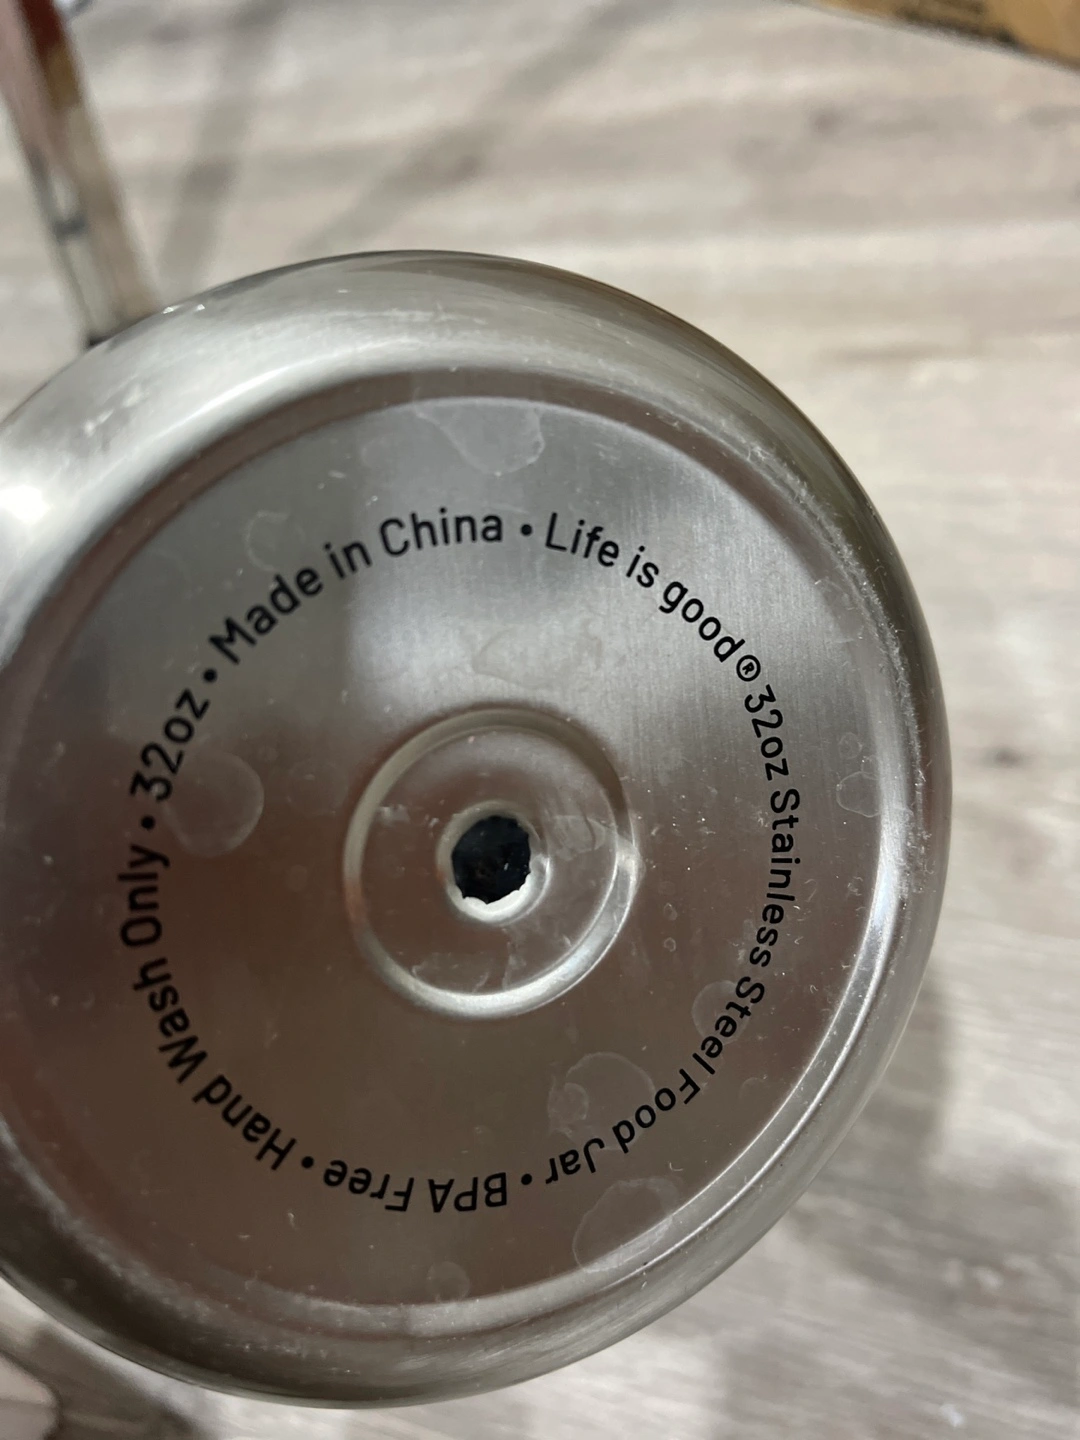 Life is good® 32oz Stainless Steel Food Jar • BPA Free • Hand Wash Only • 32oz • Made in China •